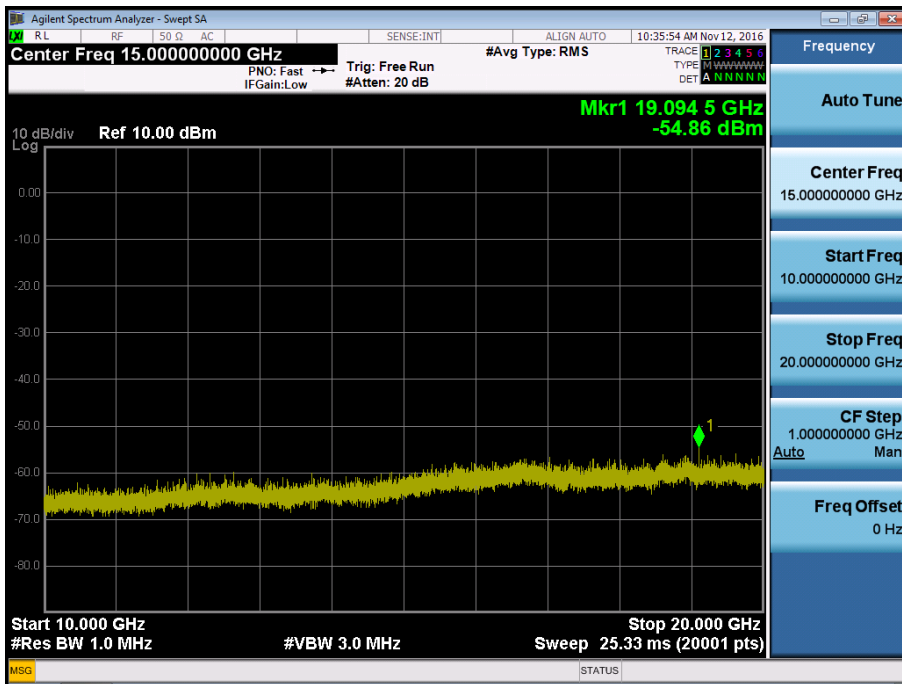 Agilent Spectrum Analyzer - Swept SA
LXI RL RF 50 Ω AC SENSE:INT ALIGN AUTO 10:35:54 AM Nov 12, 2016
Center Freq 15.000000000 GHz
PNO: Fast
IFGain:Low
Trig: Free Run
#Atten: 20 dB
#Avg Type: RMS
TRACE 1 2 3 4 5 6
TYPE M WWWWW
DET A N N N N N
Mkr1 19.094 5 GHz
-54.86 dBm
10 dB/div Ref 10.00 dBm
Log
0.00
-10.0
-20.0
-30.0
-40.0
-50.0
-60.0
-70.0
-80.0
1
Start 10.000 GHz Stop 20.000 GHz
#Res BW 1.0 MHz #VBW 3.0 MHz Sweep 25.33 ms (20001 pts)
MSG STATUS
Frequency
Auto Tune
Center Freq
15.000000000 GHz
Start Freq
10.000000000 GHz
Stop Freq
20.000000000 GHz
CF Step
1.000000000 GHz
Auto Man
Freq Offset
0 Hz